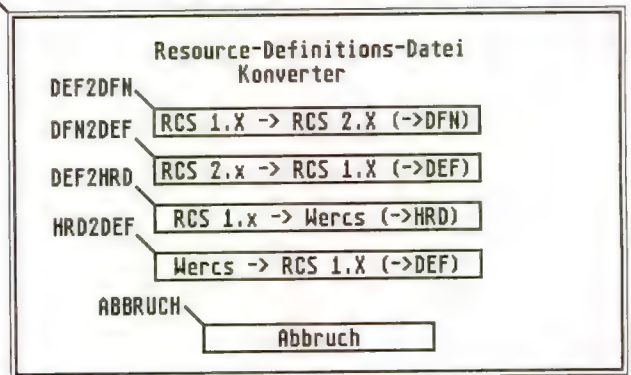 Resource-Definitions-Datei
Konverter
DEF2DFN
RCS 1.X -> RCS 2.X (->DFN)
DFN2DEF
RCS 2.x -> RCS 1.X (->DEF)
DEF2HRD
RCS 1.x -> Wercs (->HRD)
HRD2DEF
Wercs -> RCS 1.X (->DEF)
ABBRUCH
Abbruch